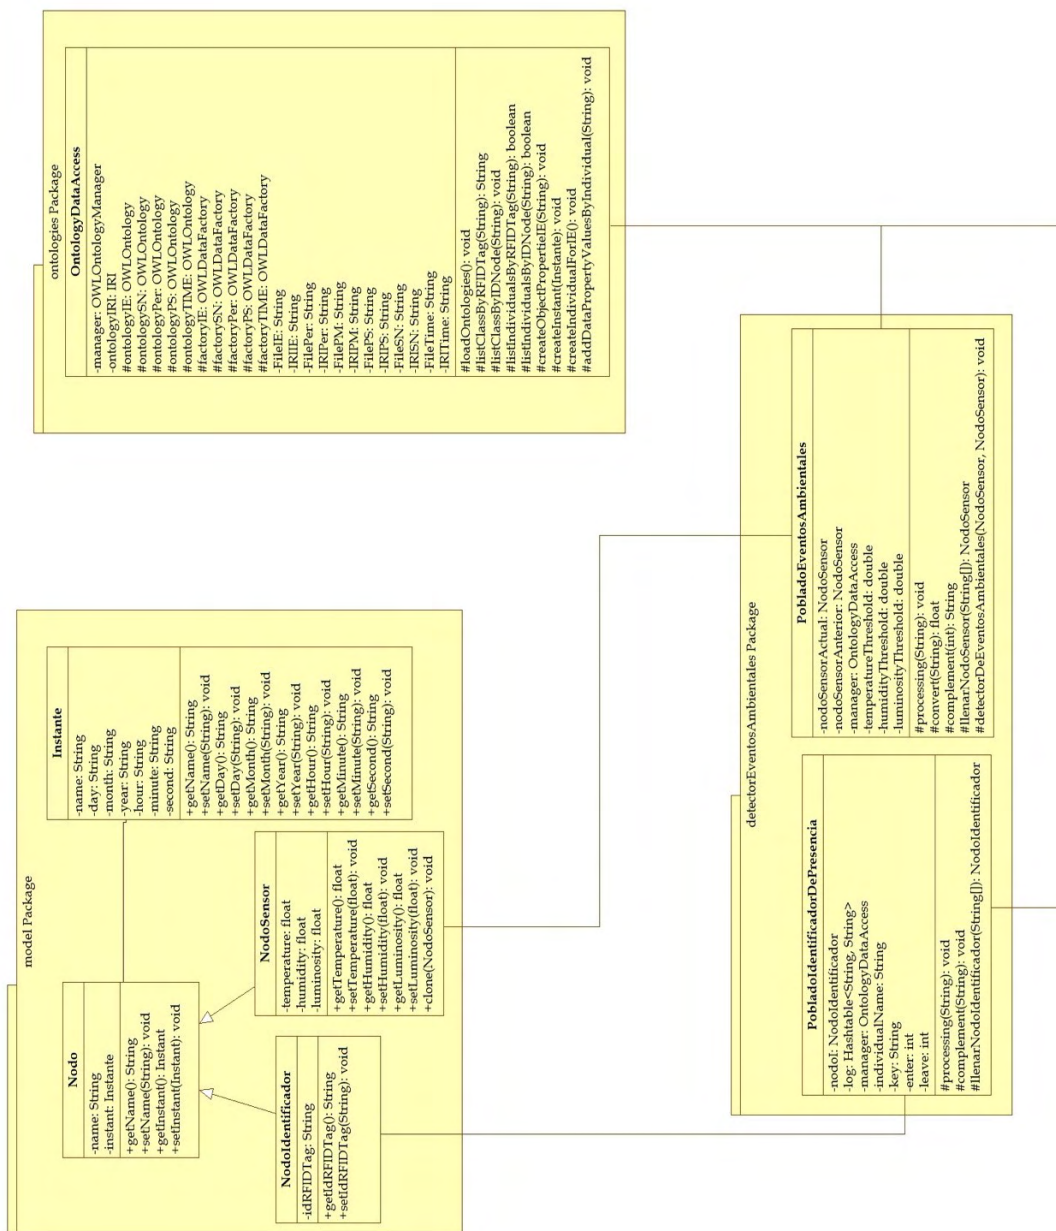 model Package
Nodo
-name: String
-instant: Instante
+getName(): String
+setName(String): void
+getInstant(): Instant
+setInstant(Instant): void
Instante
-name: String
-day: String
-month: String
-year: String
-hour: String
-minute: String
-second: String
+getName(): String
+setName(String): void
+getDay(): String
+setDay(String): void
+getMonth(): String
+setMonth(String): void
+getYear(): String
+setYear(String): void
+getHour(): String
+setHour(String): void
+getMinute(): String
+setMinute(String): void
+getSecond(): String
+setSecond(String): void
NodoIdentificador
-idRFIDTag: String
+getIdRFIDTag(): String
+setIdRFIDTag(String): void
NodoSensor
-temperature: float
-humidity: float
-luminosity: float
+getTemperature(): float
+setTemperature(float): void
+getHumidity(): float
+setHumidity(float): void
+getLuminosity(): float
+setLuminosity(float): void
+clone(NodoSensor): void
ontologies Package
OntologyDataAccess
-manager: OWLOntologyManager
-ontologyIRI: IRI
#ontologyIE: OWLOntology
#ontologySN: OWLOntology
#ontologyPer: OWLOntology
#ontologyPS: OWLOntology
#ontologyTIME: OWLOntology
#factoryIE: OWLDataFactory
#factorySN: OWLDataFactory
#factoryPer: OWLDataFactory
#factoryPS: OWLDataFactory
#factoryTIME: OWLDataFactory
-FileIE: String
-IRIIE: String
-FilePer: String
-IRIPer: String
-FilePM: String
-IRIPM: String
-FilePS: String
-IRIPS: String
-FileSN: String
-IRISN: String
-FileTime: String
-IRITime: String
#loadOntologies(): void
#listClassByRFIDTag(String): String
#listClassByIDNode(String): void
#listIndividualsByRFIDTag(String): boolean
#listIndividualsByIDNode(String): boolean
#createObjectPropertieIE(String): void
#createInstant(Instante): void
#createIndividualForIE(): void
#addDataPropertyValuesByIndividual(String): void
detectorEventosAmbientales Package
PobladoIdentificadorDePresencia
-nodoI: NodoIdentificador
-log: Hashtable<String, String>
-manager: OntologyDataAccess
-individualName: String
-key: String
-enter: int
-leave: int
#processing(String): void
#complement(String): void
#llenarNodoIdentificador(String[]): NodoIdentificador
PobladoEventosAmbientales
-nodoSensorActual: NodoSensor
-nodoSensorAnterior: NodoSensor
-manager: OntologyDataAccess
-temperatureThreshold: double
-humidityThreshold: double
-luminosityThreshold: double
#processing(String): void
#convert(String): float
#complement(int): String
#llenarNodoSensor(String[]): NodoSensor
#detectorDeEventosAmbientales(NodoSensor, NodoSensor): void